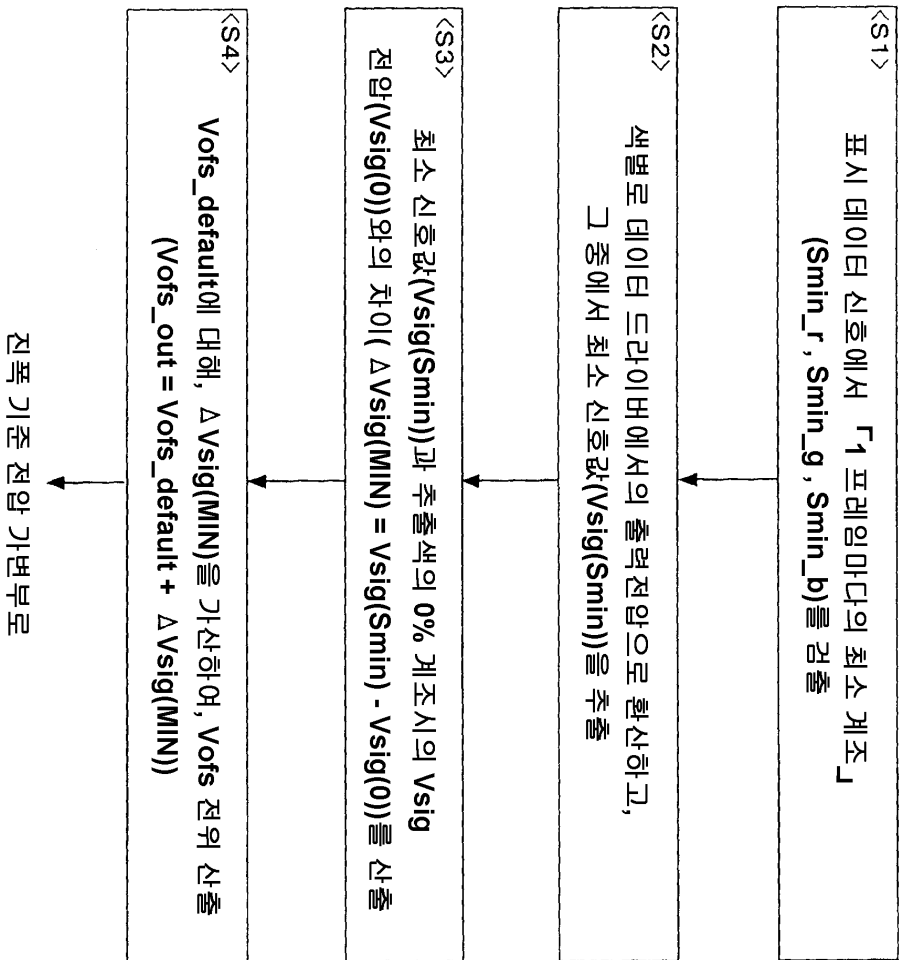 <S1>
표시 데이터 신호에서 「1 프레임마다의 최소 계조」
(Smin_r , Smin_g , Smin_b)를 검출
<S2>
색별로 데이터 드라이버에서의 출력전압으로 환산하고,
그 중에서 최소 신호값(Vsig(Smin))을 추출
<S3>
최소 신호값(Vsig(Smin))과 추출색의 0% 계조시의 Vsig
전압(Vsig(0))와의 차이( ΔVsig(MIN) = Vsig(Smin) - Vsig(0))를 산출
<S4>
Vofs_default에 대해, ΔVsig(MIN)을 가산하여, Vofs 전위 산출
(Vofs_out = Vofs_default + ΔVsig(MIN))
진폭 기준 전압 가변부로